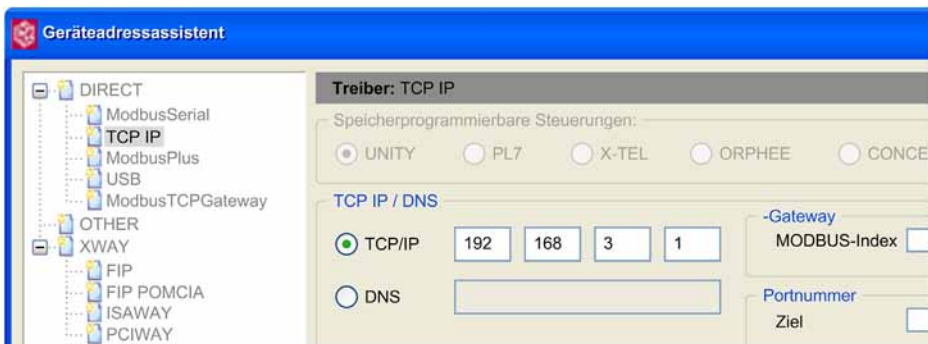 Geräteadressassistent
DIRECT
ModbusSerial
TCP IP
ModbusPlus
USB
ModbusTCPGateway
OTHER
XWAY
FIP
FIP POMCIA
ISAWAY
PCIWAY
Treiber: TCP IP
Speicherprogrammierbare Steuerungen:
UNITY PL7 X-TEL ORPHEE CONCE
TCP IP / DNS
TCP/IP 192 168 3 1
DNS
-Gateway
MODBUS-Index
Portnummer
Ziel